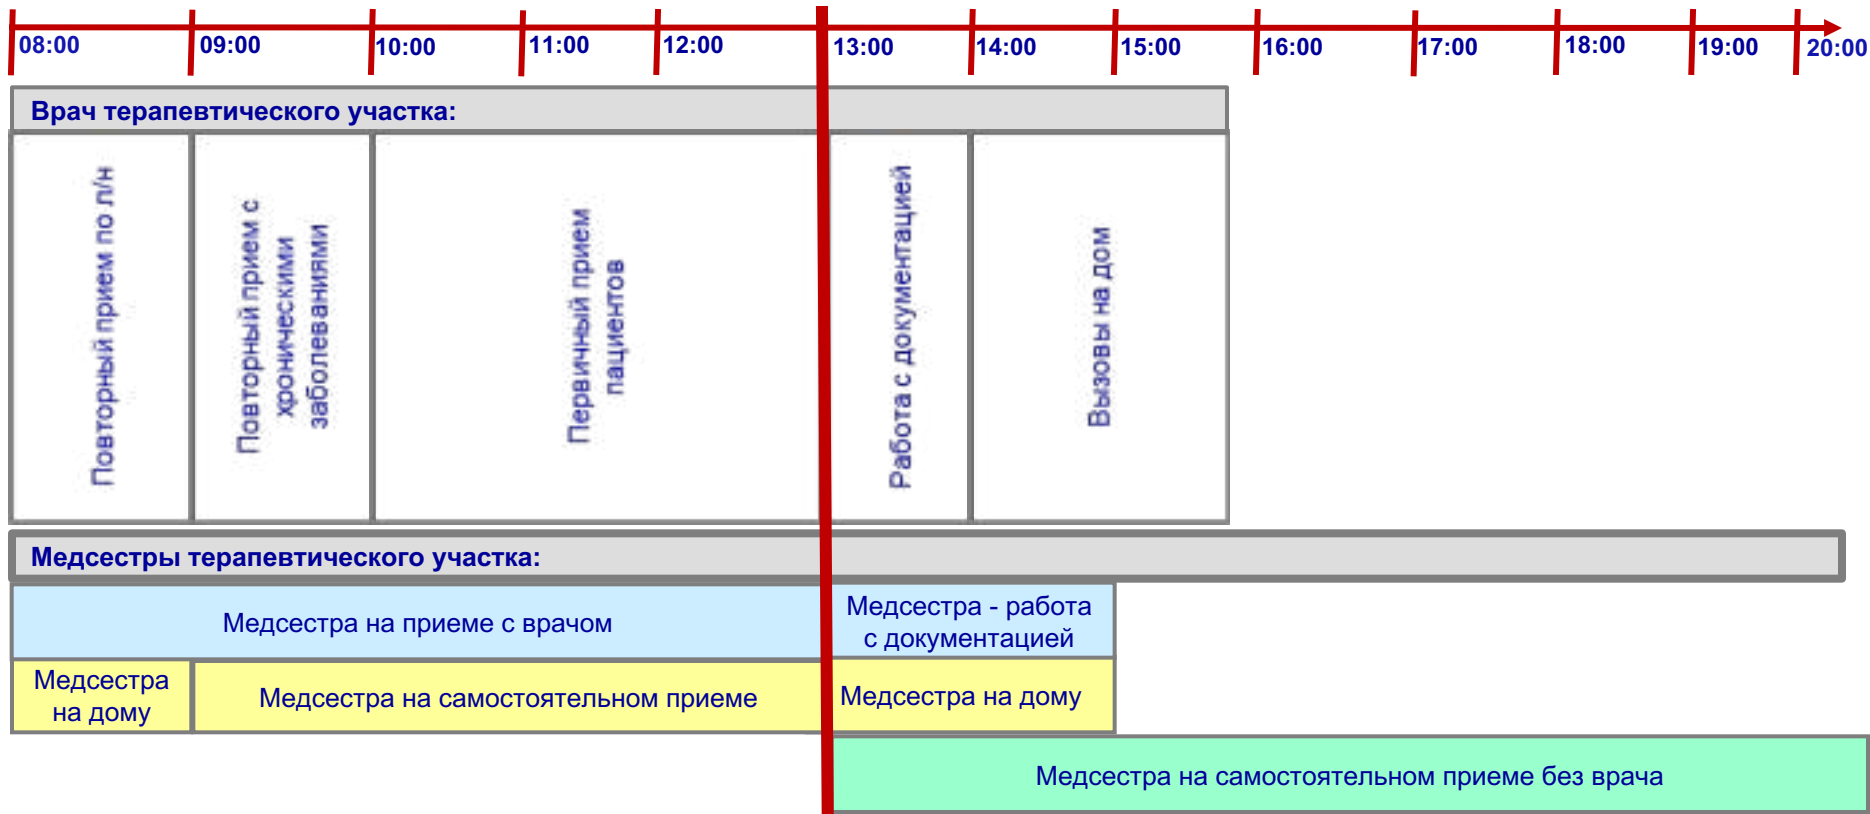 08:00 09:00 10:00 11:00 12:00 13:00 14:00 15:00 16:00 17:00 18:00 19:00 20:00
Врач терапевтического участка:
Повторный прием по л/н
Повторный прием с
хроническими
заболеваниями
Первичный прием
пациентов
Работа с документацией
Вызовы на дом
Медсестры терапевтического участка:
Медсестра на приеме с врачом
Медсестра - работа
с документацией
Медсестра
на дому
Медсестра на самостоятельном приеме
Медсестра на дому
Медсестра на самостоятельном приеме без врача